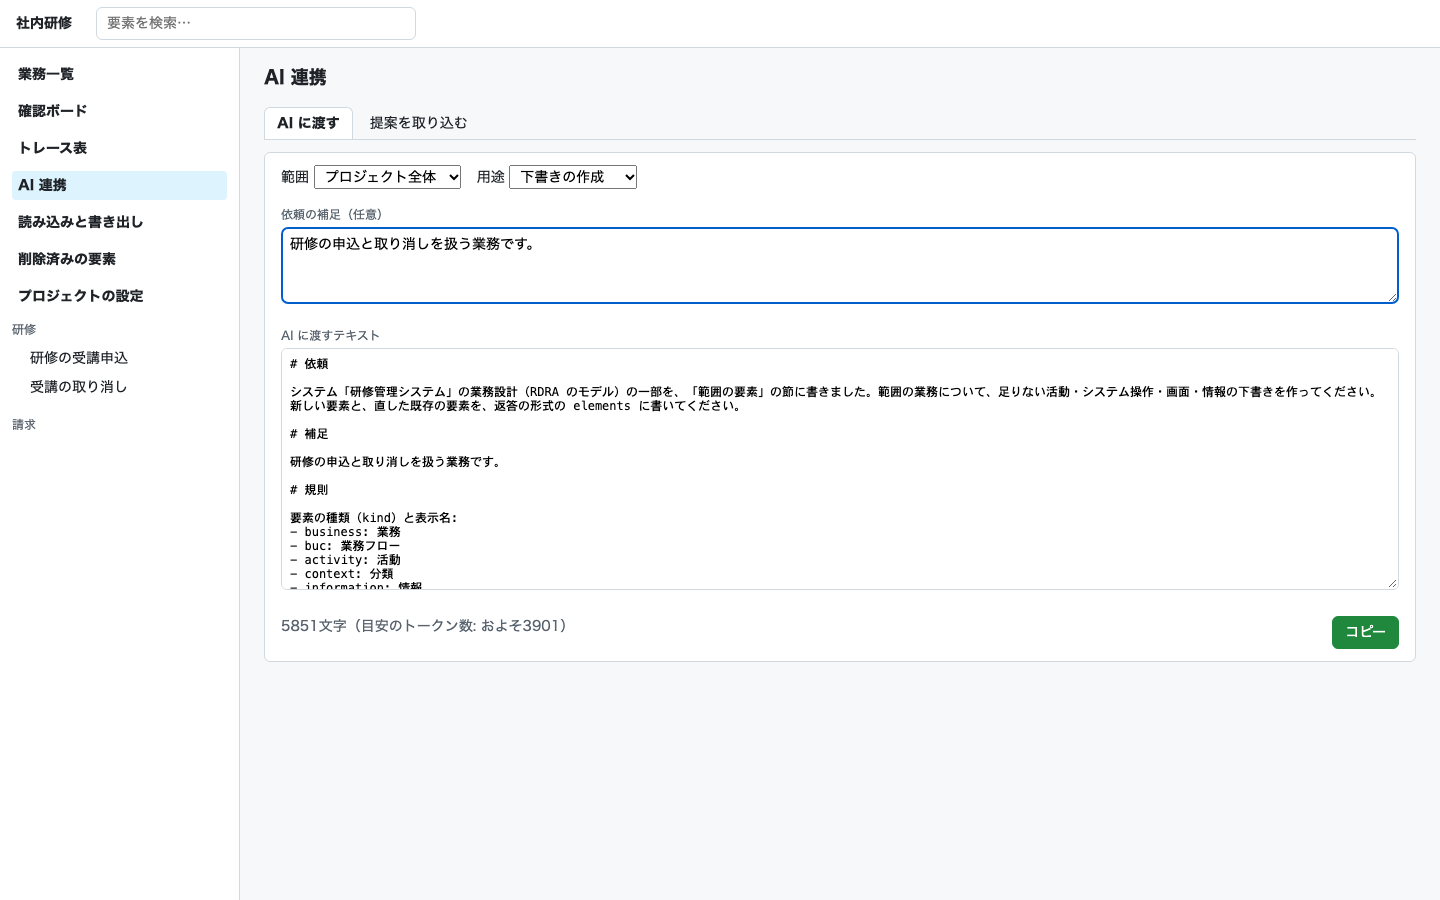 社内研修
要素を検索…
業務一覧
確認ボード
トレース表
AI 連携
読み込みと書き出し
削除済みの要素
プロジェクトの設定
研修
研修の受講申込
受講の取り消し
請求
AI 連携
AI に渡す
提案を取り込む
範囲 プロジェクト全体 用途 下書きの作成
依頼の補足（任意）
研修の申込と取り消しを扱う業務です。
AI に渡すテキスト
# 依頼
システム「研修管理システム」の業務設計（RDRA のモデル）の一部を、「範囲の要素」の節に書きました。範囲の業務について、足りない活動・システム操作・画面・情報の下書きを作ってください。
新しい要素と、直した既存の要素を、返答の形式の elements に書いてください。
# 補足
研修の申込と取り消しを扱う業務です。
# 規則
要素の種類（kind）と表示名:
- business: 業務
- buc: 業務フロー
- activity: 活動
- context: 分類
- information: 情報
5851文字（目安のトークン数: およそ3901）
コピー